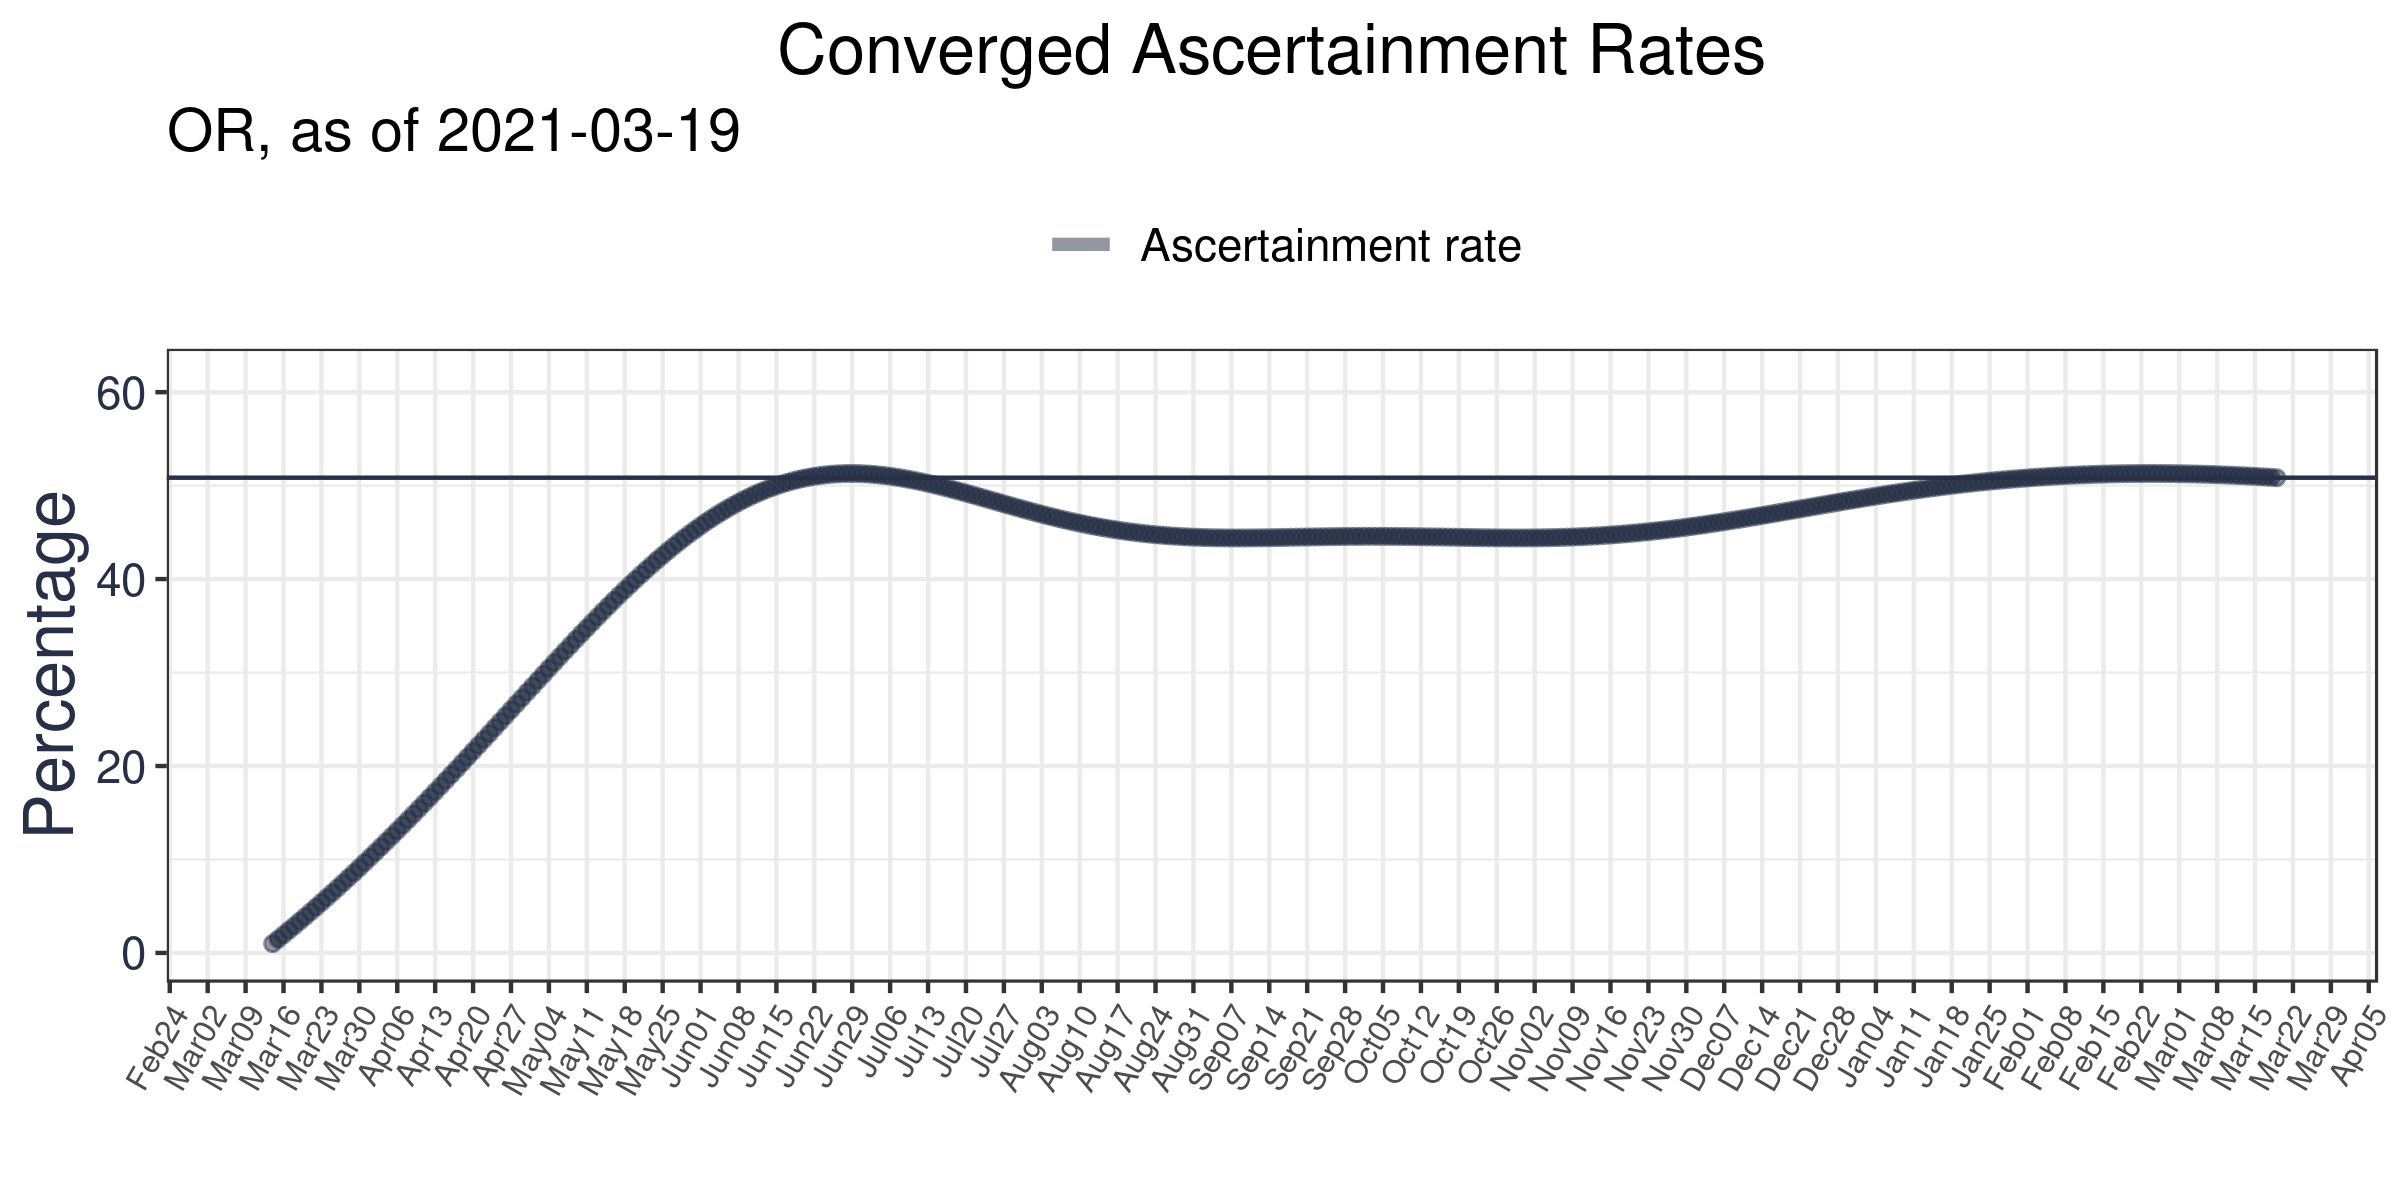 Converged Ascertainment Rates
OR, as of 2021-03-19
Ascertainment rate
Percentage
60
40
20
0
Feb24 Mar02 Mar09 Mar16 Mar23 Mar30 Apr06 Apr13 Apr20 Apr27 May04 May11 May18 May25 Jun01 Jun08 Jun15 Jun22 Jun29 Jul06 Jul13 Jul20 Jul27 Aug03 Aug10 Aug17 Aug24 Aug31 Sep07 Sep14 Sep21 Sep28 Oct05 Oct12 Oct19 Oct26 Nov02 Nov09 Nov16 Nov23 Nov30 Dec07 Dec14 Dec21 Dec28 Jan04 Jan11 Jan18 Jan25 Feb01 Feb08 Feb15 Feb22 Mar01 Mar08 Mar15 Mar22 Mar29 Apr05